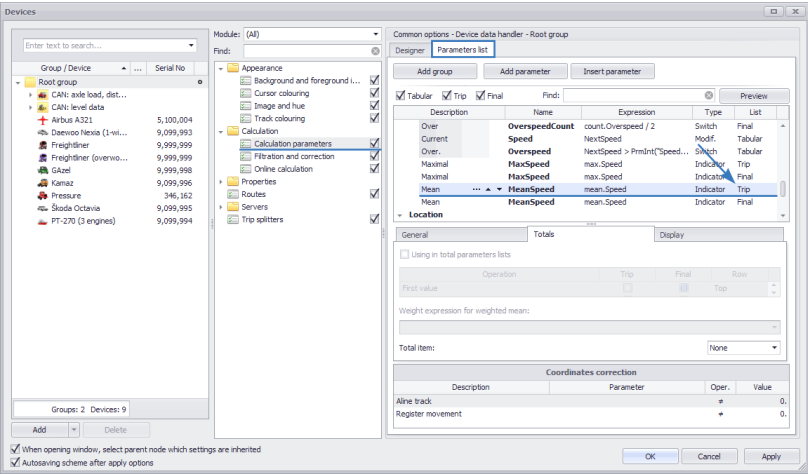 Devices
Enter text to search...
Group / Device ... Serial No
Root group
CAN: axle load, dist...
CAN: level data
Airbus A321 5,100,004
Daewoo Nexia (1-wi... 9,099,993
Freightliner 9,099,999
Freightliner (overwo... 9,099,999
GAzel 9,999,998
Kamaz 9,099,996
Pressure 346,162
Škoda Octavia 9,099,995
PT-270 (3 engines) 9,099,994
Groups: 2 Devices: 9
Add Delete
Module: (All)
Find:
Appearance
Background and foreground i...
Cursor colouring
Image and hue
Track colouring
Calculation
Calculation parameters
Filtration and correction
Online calculation
Properties
Routes
Servers
Trip splitters
Common options - Device data handler - Root group
Designer Parameters list
Add group Add parameter Insert parameter
Tabular Trip Final Find: Preview
Description Name Expression Type List
Over OverspeedCount count.Overspeed / 2 Switch Final
Current Speed NextSpeed Modif. Tabular
Over. Overspeed NextSpeed > PrmInt("Speed... Switch Tabular
Maximal MaxSpeed max.Speed Indicator Trip
Maximal MaxSpeed max.Speed Indicator Final
Mean ... MeanSpeed mean.Speed Indicator Trip
Mean MeanSpeed mean.Speed Indicator Final
Location
General Totals Display
Using in total parameters lists
Operation Trip Final Row
First value Top
Weight expression for weighted mean:
Total item: None
Coordinates correction
Description Parameter Oper. Value
Aline track ≠ 0.
Register movement ≠ 0.
When opening window, select parent node which settings are inherited
Autosaving scheme after apply options
OK Cancel Apply